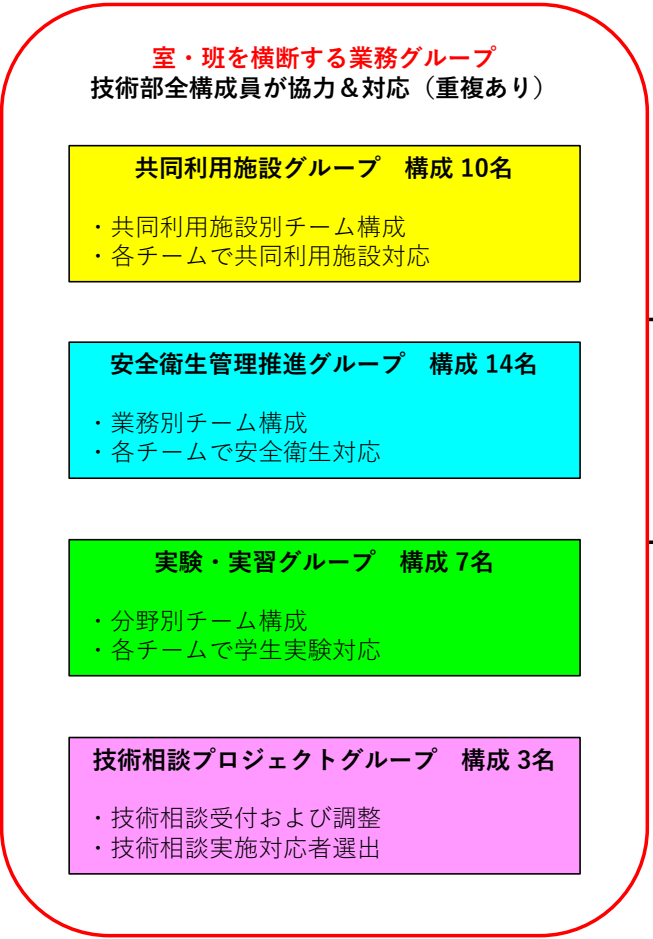 室・班を横断する業務グループ
技術部全構成員が協力＆対応（重複あり）
共同利用施設グループ　構成 10名
・共同利用施設別チーム構成
・各チームで共同利用施設対応
安全衛生管理推進グループ　構成 14名
・業務別チーム構成
・各チームで安全衛生対応
実験・実習グループ　構成 7名
・分野別チーム構成
・各チームで学生実験対応
技術相談プロジェクトグループ　構成 3名
・技術相談受付および調整
・技術相談実施対応者選出